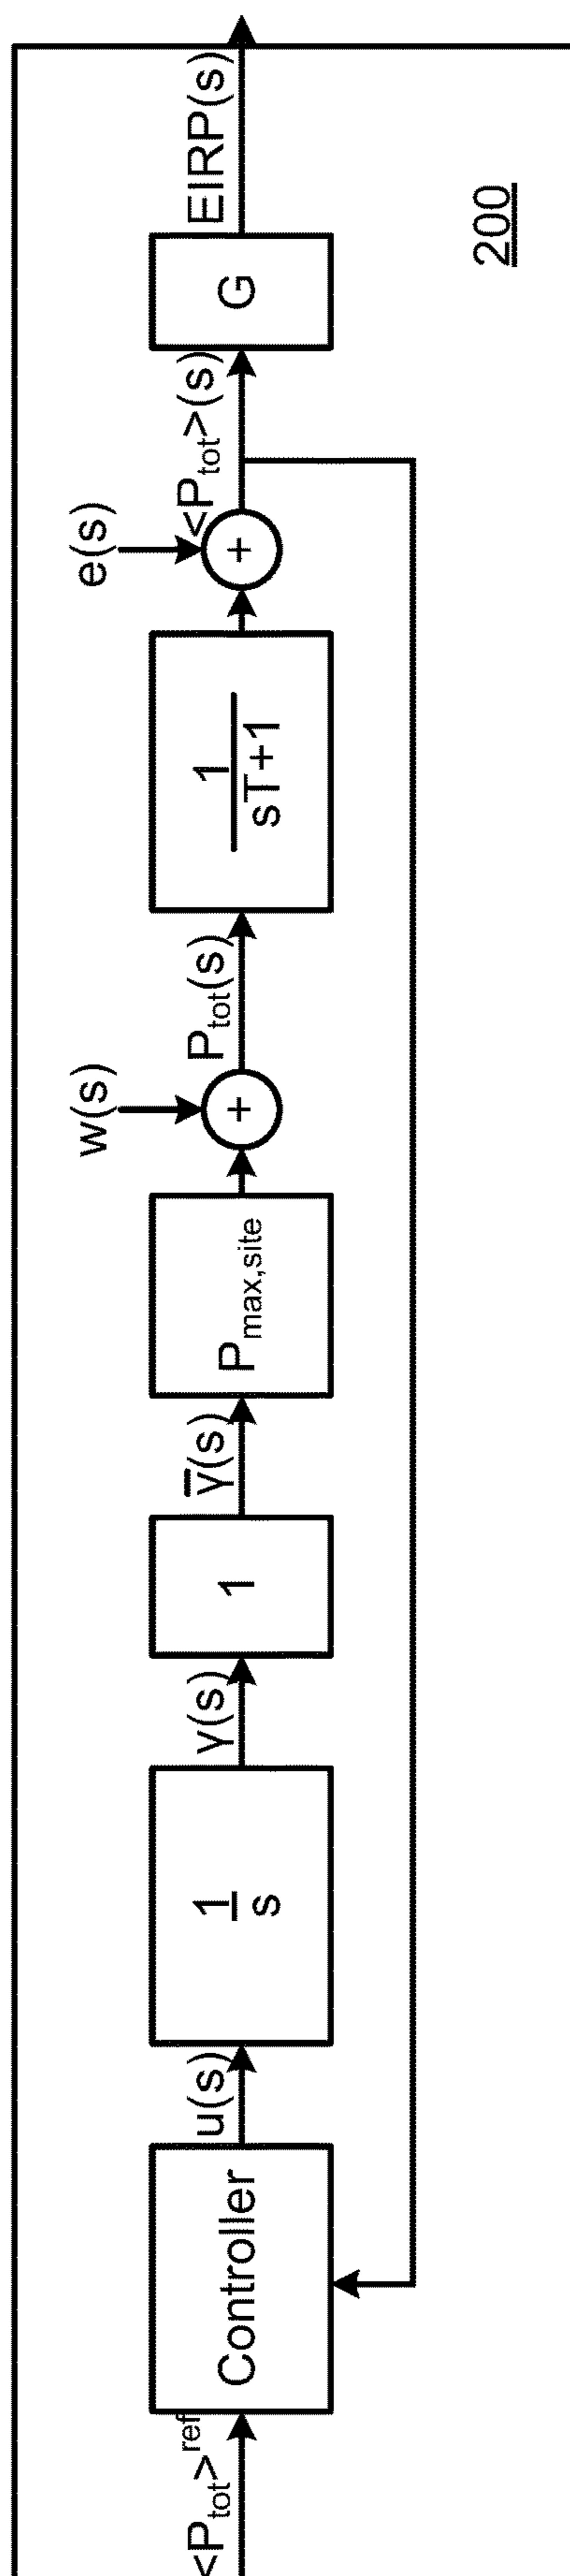 <P_tot>^ref
Controller
u(s)
1
s
γ(s)
1
γ̅(s)
P_max,site
w(s)
+
P_tot(s)
1
sT+1
e(s)
+
<P_tot>(s)
G
EIRP(s)
200